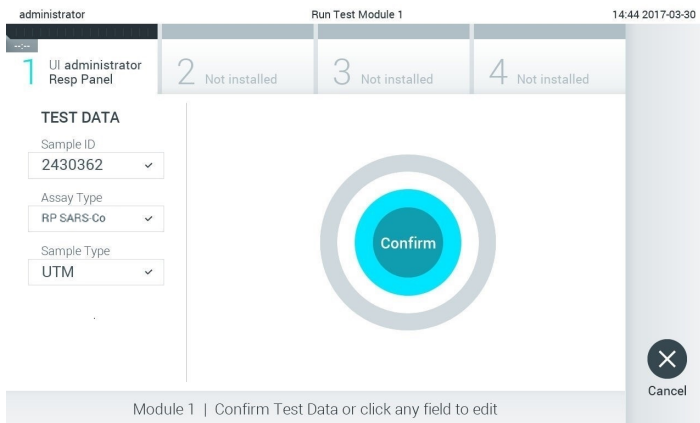 administrator
Run Test Module 1
14:44 2017-03-30
--:--
1 UI administrator
Resp Panel
2 Not installed
3 Not installed
4 Not installed
TEST DATA
Sample ID
2430362
Assay Type
RP SARS-Co
Sample Type
UTM
Confirm
Cancel
Module 1 | Confirm Test Data or click any field to edit